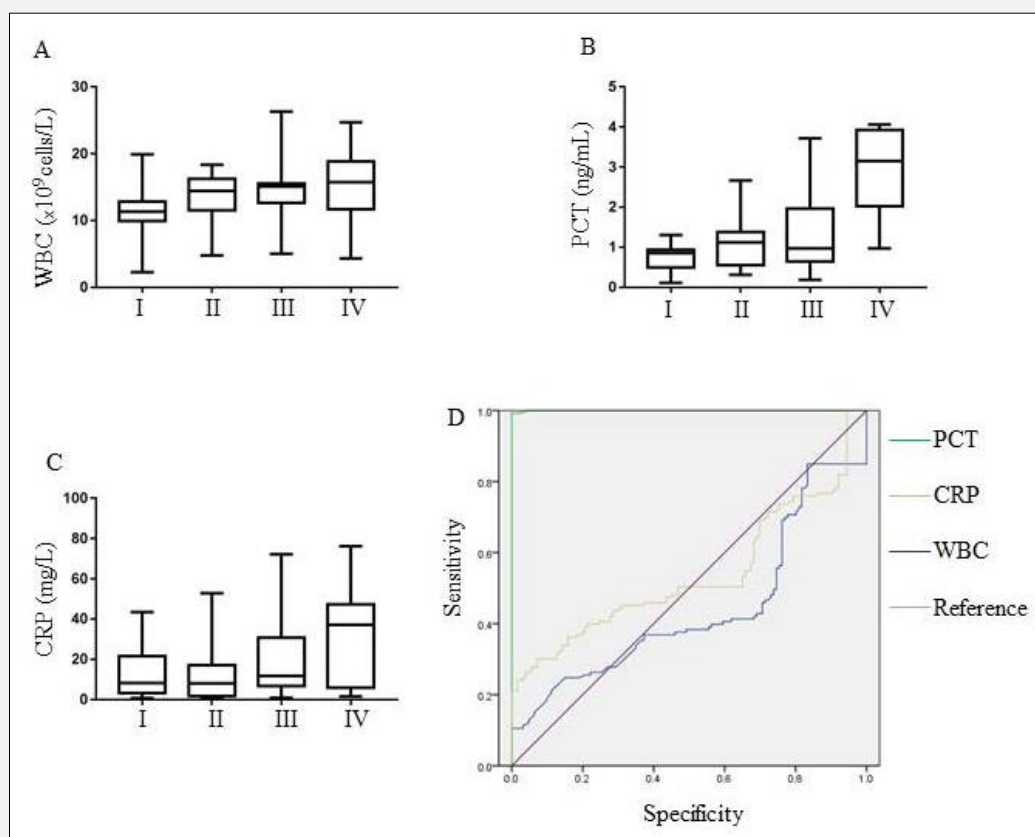 A
WBC (x10⁹cells/L)
30
20
10
0
I II III IV
B
PCT (ng/mL)
5
4
3
2
1
0
I II III IV
C
CRP (mg/L)
100
80
60
40
20
0
I II III IV
D
Sensitivity
1.0
0.8
0.6
0.4
0.2
0.0
0.0 0.2 0.4 0.6 0.8 1.0
Specificity
PCT
CRP
WBC
Reference